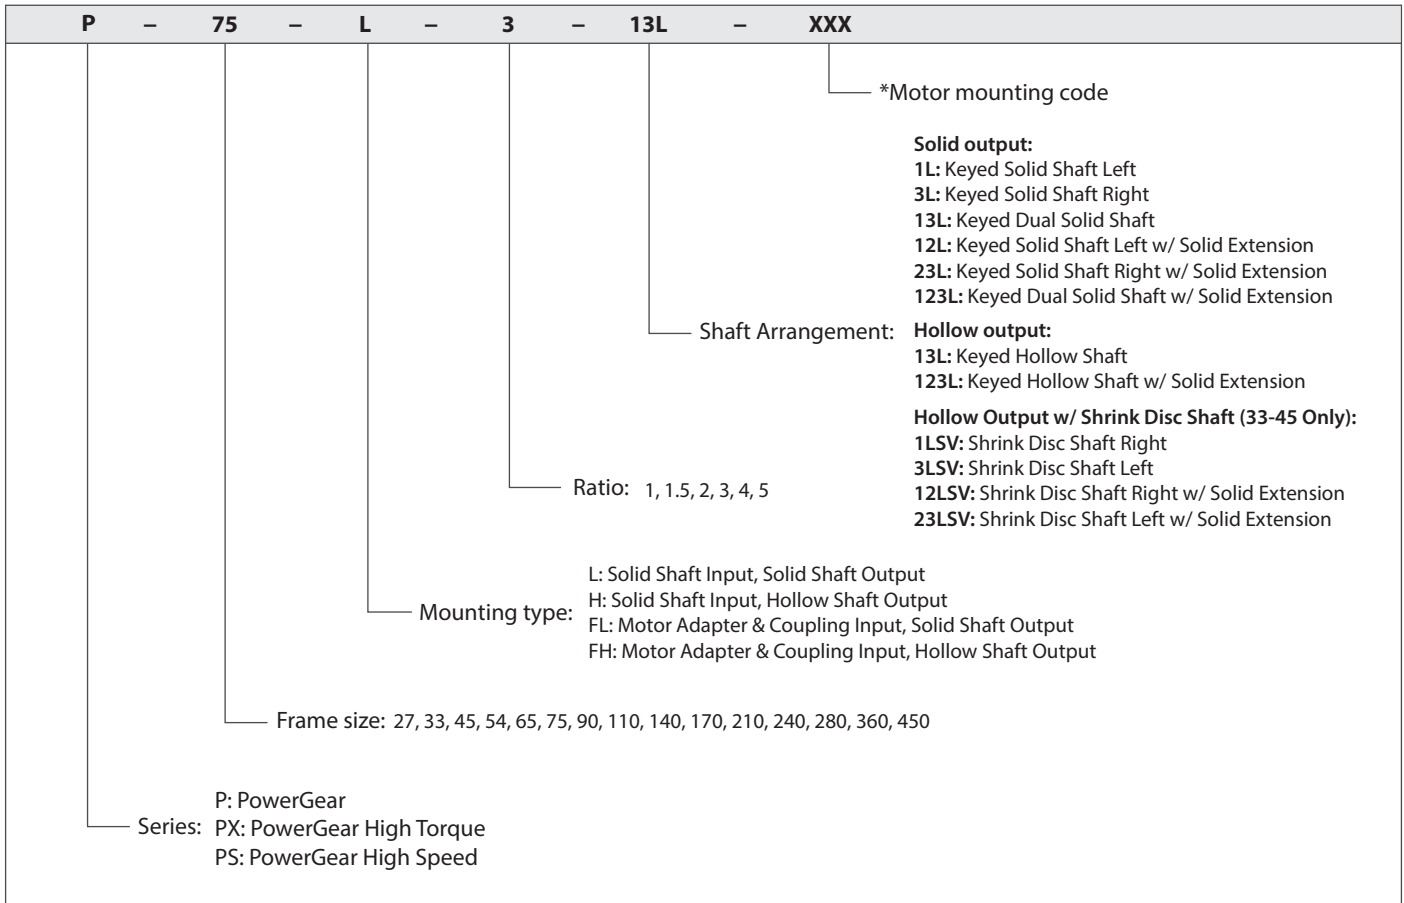 P – 75 – L – 3 – 13L – XXX
*Motor mounting code
Solid output:
1L: Keyed Solid Shaft Left
3L: Keyed Solid Shaft Right
13L: Keyed Dual Solid Shaft
12L: Keyed Solid Shaft Left w/ Solid Extension
23L: Keyed Solid Shaft Right w/ Solid Extension
123L: Keyed Dual Solid Shaft w/ Solid Extension
Shaft Arrangement:
Hollow output:
13L: Keyed Hollow Shaft
123L: Keyed Hollow Shaft w/ Solid Extension
Hollow Output w/ Shrink Disc Shaft (33-45 Only):
1LSV: Shrink Disc Shaft Right
3LSV: Shrink Disc Shaft Left
12LSV: Shrink Disc Shaft Right w/ Solid Extension
23LSV: Shrink Disc Shaft Left w/ Solid Extension
Ratio: 1, 1.5, 2, 3, 4, 5
Mounting type:
L: Solid Shaft Input, Solid Shaft Output
H: Solid Shaft Input, Hollow Shaft Output
FL: Motor Adapter & Coupling Input, Solid Shaft Output
FH: Motor Adapter & Coupling Input, Hollow Shaft Output
Frame size: 27, 33, 45, 54, 65, 75, 90, 110, 140, 170, 210, 240, 280, 360, 450
Series:
P: PowerGear
PX: PowerGear High Torque
PS: PowerGear High Speed